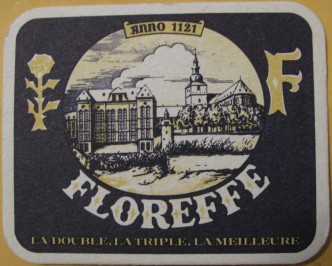 ANNO 1121
F
FLOREFFE
LA DOUBLE, LA TRIPLE, LA MEILLEURE